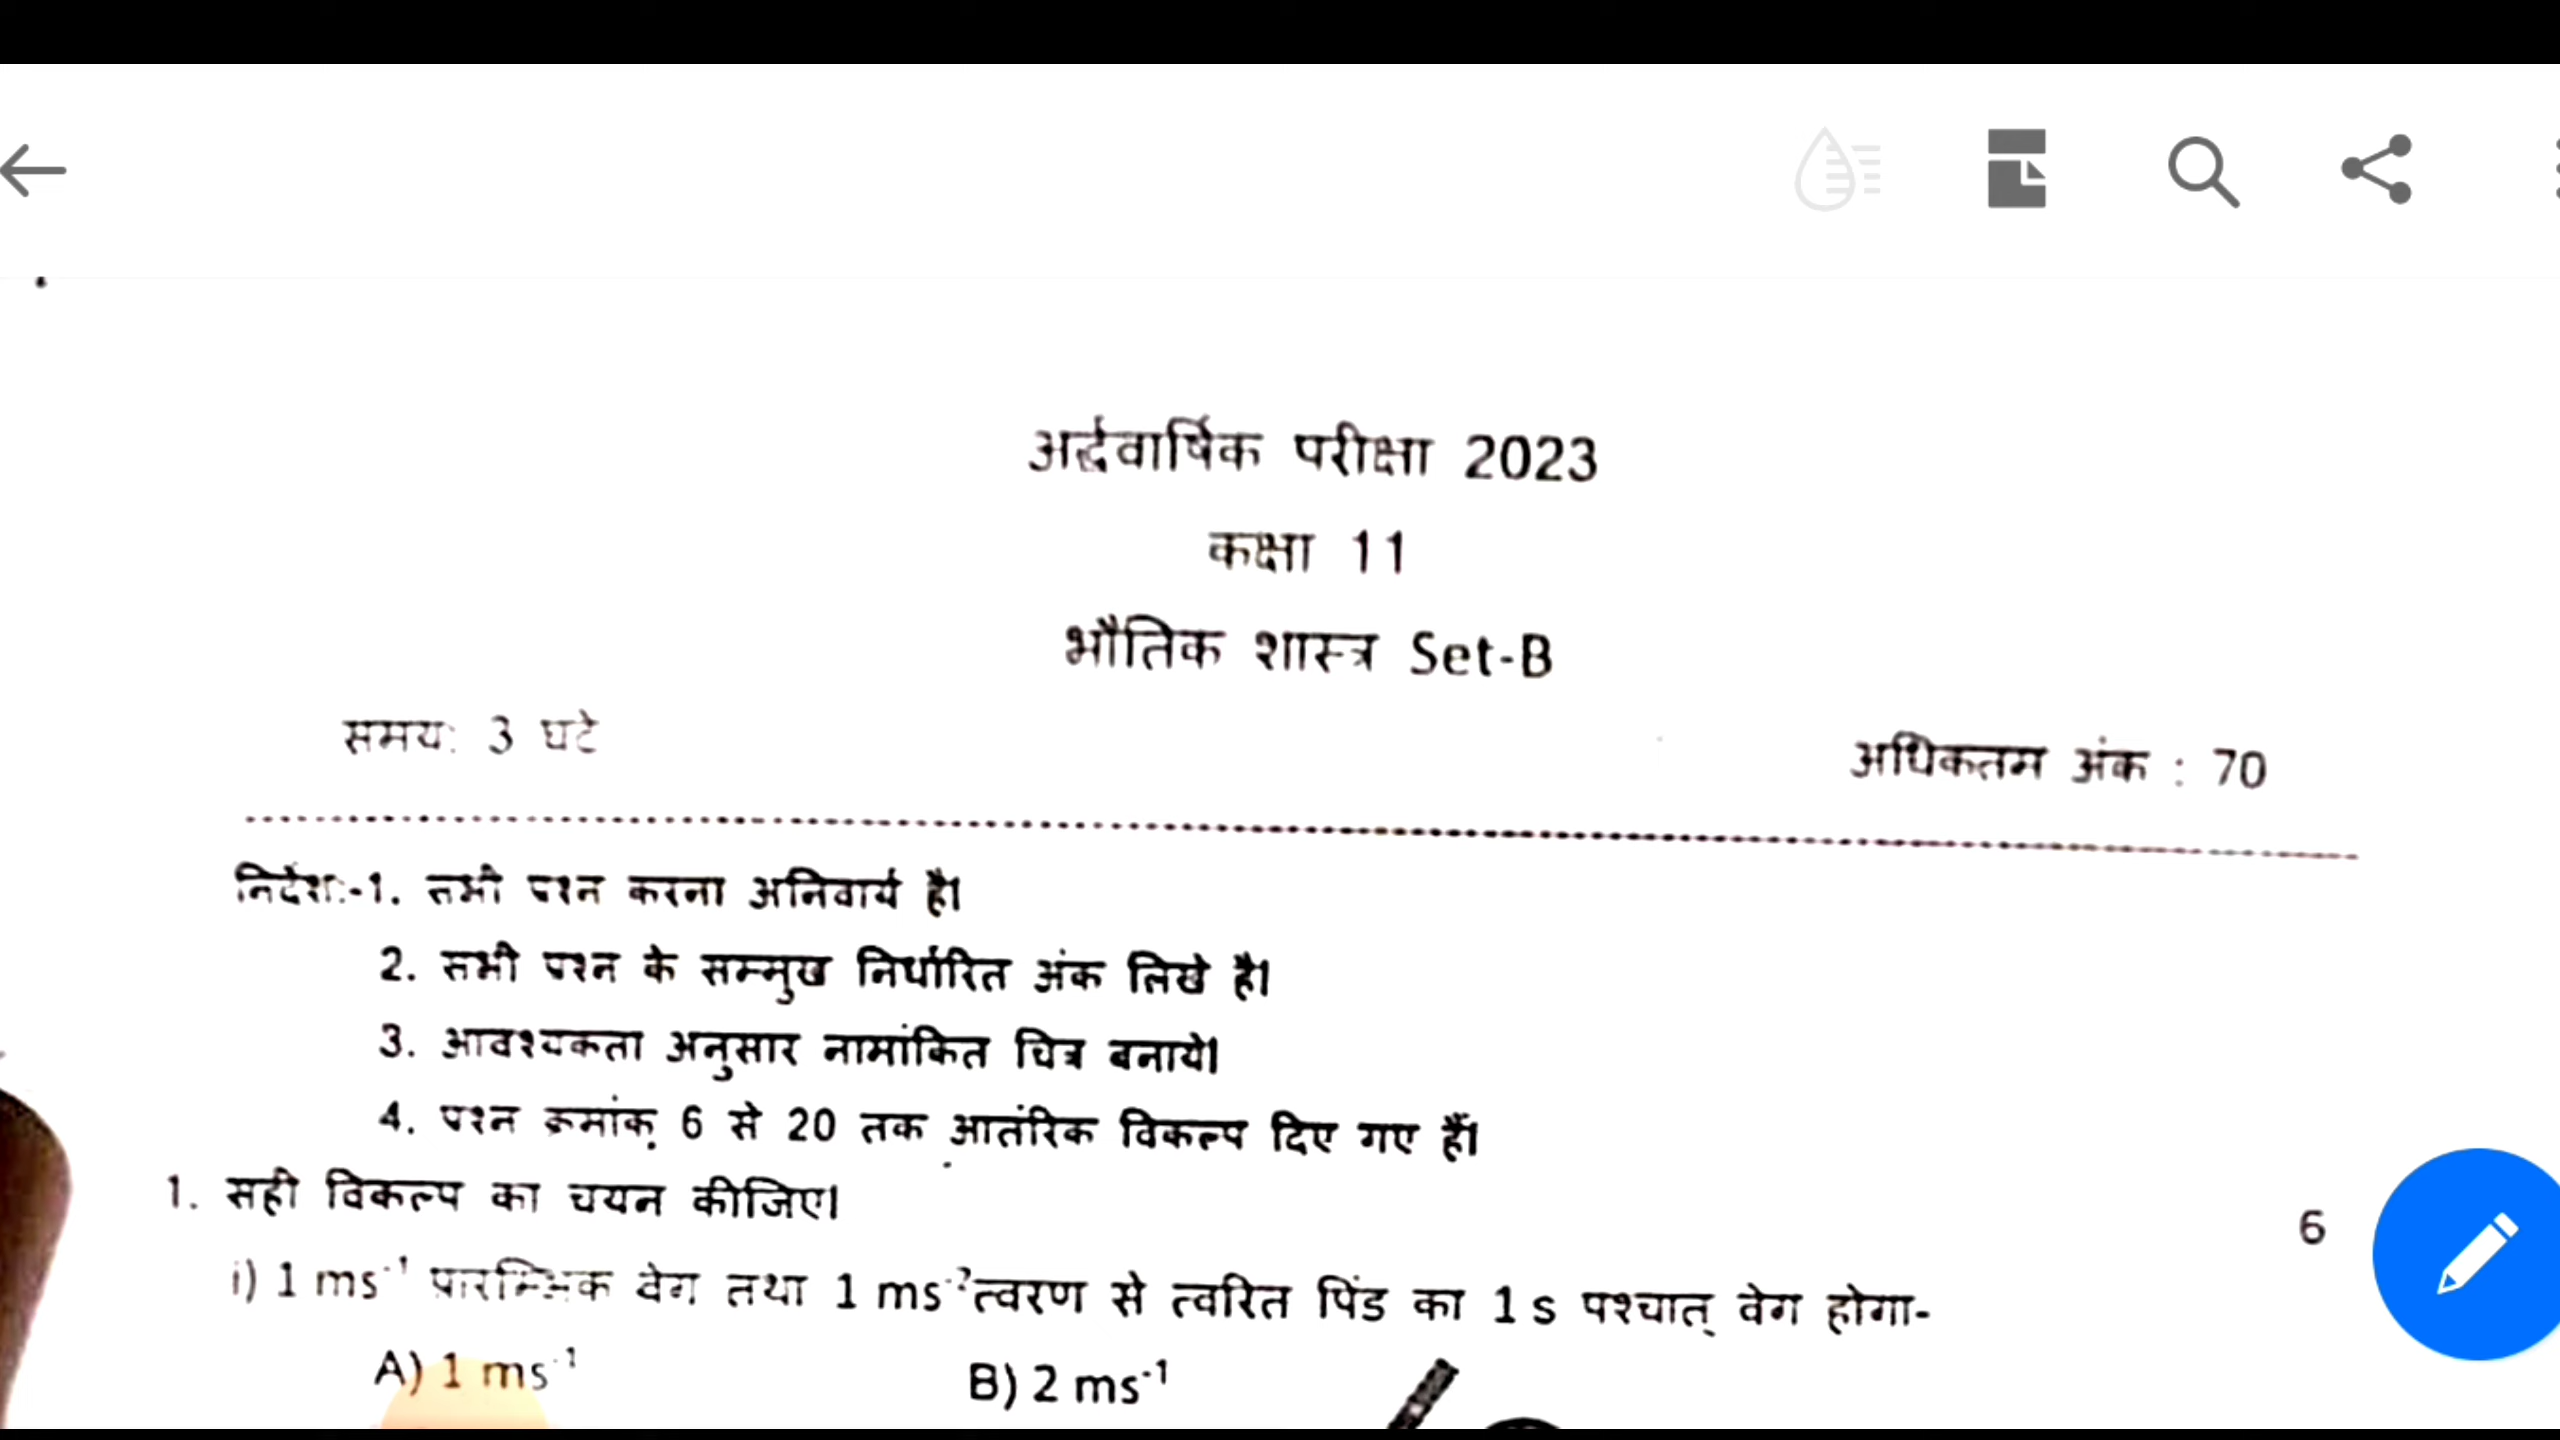 अर्द्धवार्षिक परीक्षा 2023
कक्षा 11
भौतिक शास्त्र Set-B
समय: 3 घटे
अधिकतम अंक : 70
निर्देश:-1. सभी प्रश्न करना अनिवार्य है।
2. सभी प्रश्न के सम्मुख निर्धारित अंक लिखे है।
3. आवश्यकता अनुसार नामांकित चित्र बनाये।
4. प्रश्न क्रमांक 6 से 20 तक आतंरिक विकल्प दिए गए हैं।
1. सही विकल्प का चयन कीजिए। 6
i) 1 ms⁻¹ प्रारम्भिक वेग तथा 1 ms⁻² त्वरण से त्वरित पिंड का 1 s पश्चात् वेग होगा-
A) 1 ms⁻¹ B) 2 ms⁻¹